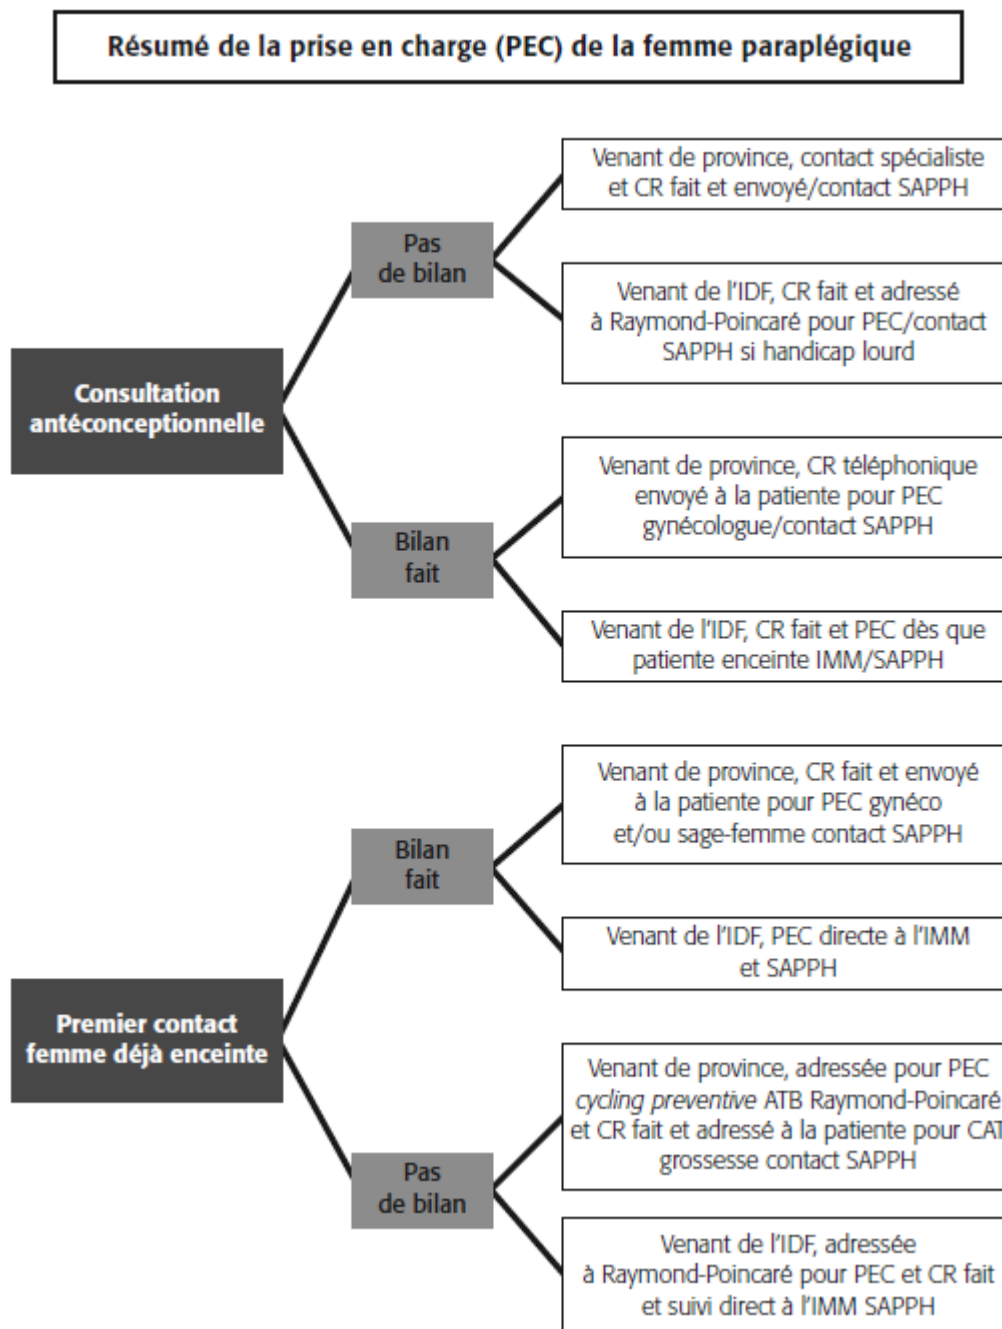 Résumé de la prise en charge (PEC) de la femme paraplégique
Consultation
antéconceptionnelle
Pas
de bilan
Venant de province, contact spécialiste
et CR fait et envoyé/contact SAPPH
Venant de l'IDF, CR fait et adressé
à Raymond-Poincaré pour PEC/contact
SAPPH si handicap lourd
Bilan
fait
Venant de province, CR téléphonique
envoyé à la patiente pour PEC
gynécologue/contact SAPPH
Venant de l'IDF, CR fait et PEC dès que
patiente enceinte IMM/SAPPH
Premier contact
femme déjà enceinte
Bilan
fait
Venant de province, CR fait et envoyé
à la patiente pour PEC gynéco
et/ou sage-femme contact SAPPH
Venant de l'IDF, PEC directe à l'IMM
et SAPPH
Pas
de bilan
Venant de province, adressée pour PEC
cycling preventive ATB Raymond-Poincaré
et CR fait et adressé à la patiente pour CAT
grossesse contact SAPPH
Venant de l'IDF, adressée
à Raymond-Poincaré pour PEC et CR fait
et suivi direct à l'IMM SAPPH